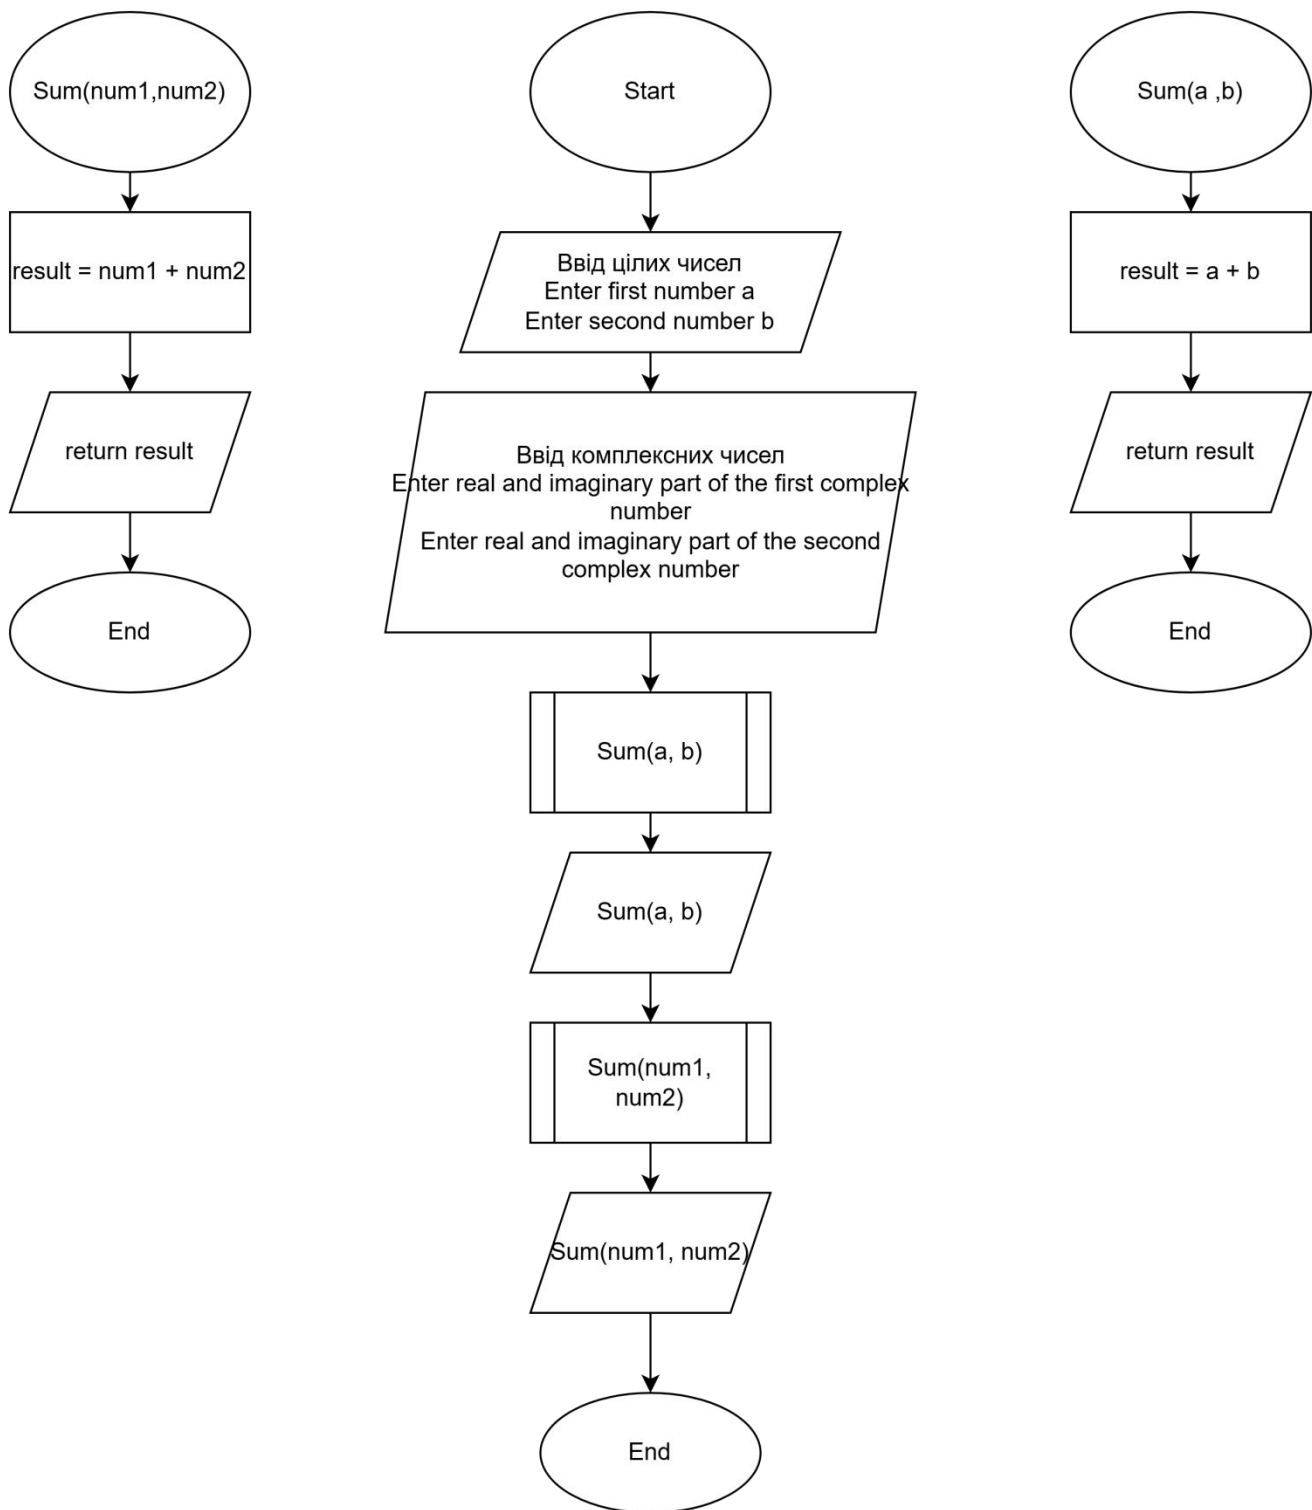 Sum(num1,num2)
result = num1 + num2
return result
End
Start
Ввід цілих чисел
Enter first number a
Enter second number b
Ввід комплексних чисел
Enter real and imaginary part of the first complex
number
Enter real and imaginary part of the second
complex number
Sum(a, b)
Sum(a, b)
Sum(num1,
num2)
Sum(num1, num2)
End
Sum(a ,b)
result = a + b
return result
End